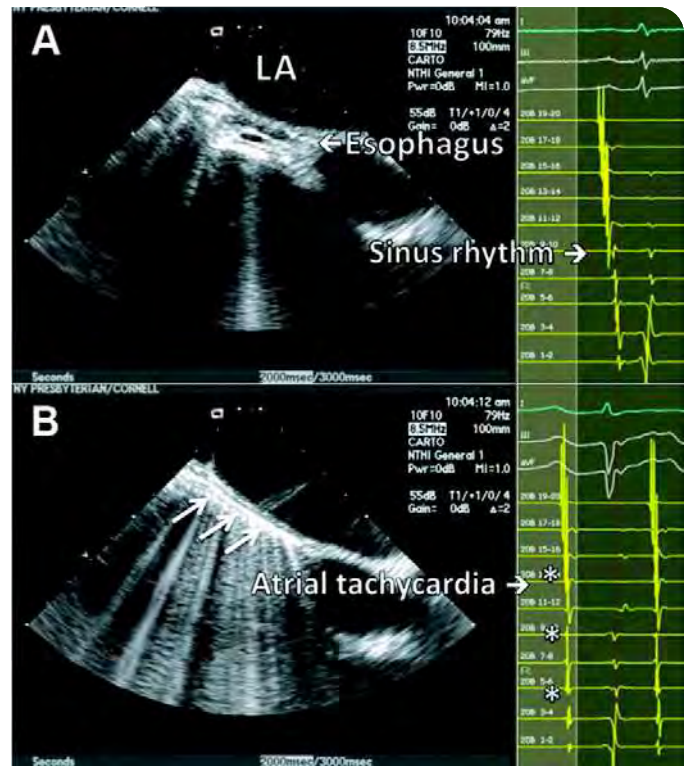 NY PRESBYTERIAN/CORNELL
A
10:04:04 am
10F10 79Hz
8.5MHz 100mm
CARTO
NTHI General 1
Pwr=0dB MI=1.0
55dB T1/+1/0/4
Gain= 0dB Δ=2
LA
←Esophagus
Sinus rhythm →
Seconds 2000msec/3000msec
I
III
aVF
20B 19-20
20B 17-18
20B 15-16
20B 13-14
20B 11-12
20B 9-10
20B 7-8
20B 5-6
20B 3-4
20B 1-2
NY PRESBYTERIAN/CORNELL
B
10:04:12 am
10F10 79Hz
8.5MHz 100mm
CARTO
NTHI General 1
Pwr=0dB MI=1.0
55dB T1/+1/0/4
Gain= 0dB Δ=2
Atrial tachycardia →
Seconds 2000msec/3000msec
I
III
aVF
20B 19-20
20B 17-18
20B 15-16
*
20B 11-12
*
20B 7-8
20B 5-6
*
20B 3-4
20B 1-2